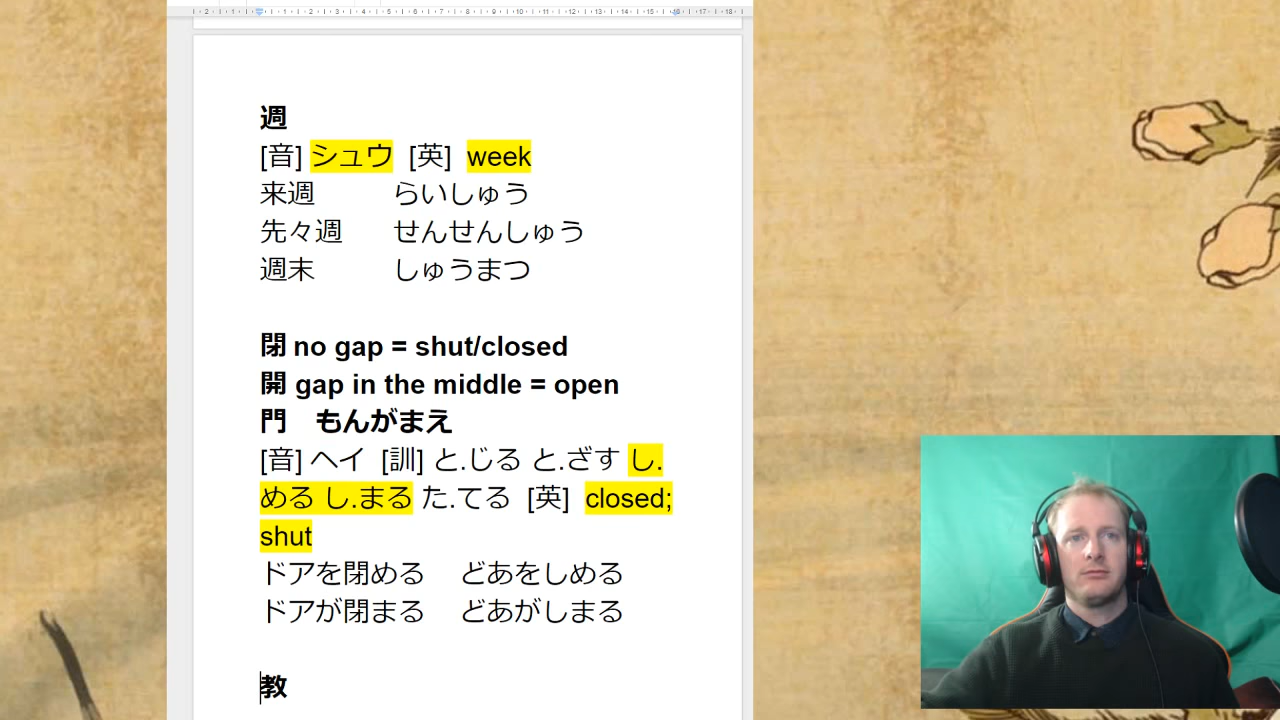 週
[音] シュウ [英] week
来週 らいしゅう
先々週 せんせんしゅう
週末 しゅうまつ
閉 no gap = shut/closed
開 gap in the middle = open
門 もんがまえ
[音] ヘイ [訓] と.じる と.ざす し.
める し.まる た.てる [英] closed;
shut
ドアを閉める どあをしめる
ドアが閉まる どあがしまる
教